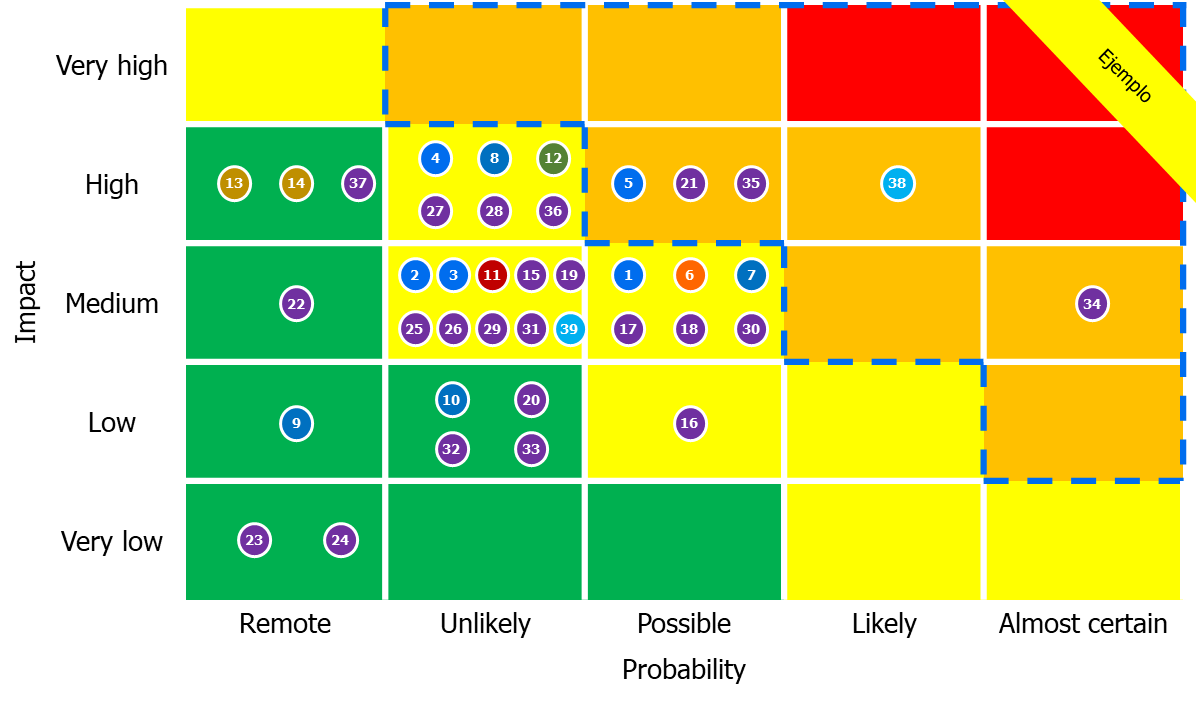 Ejemplo
Very high
High
13 14 37
4 8 12
27 28 36
5 21 35
38
Impact
Medium
22
2 3 11 15 19
25 26 29 31 39
1 6 7
17 18 30
34
Low
9
10 20
32 33
16
Very low
23 24
Remote Unlikely Possible Likely Almost certain
Probability